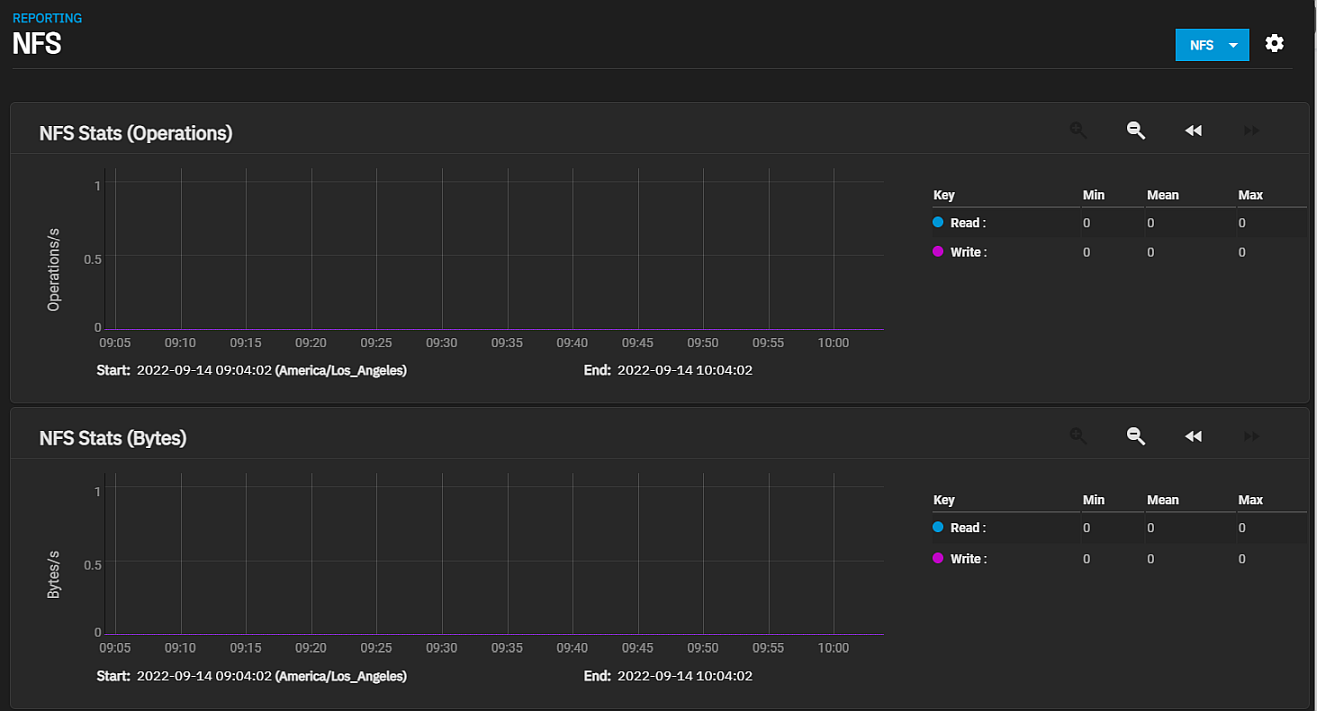 REPORTING
NFS
NFS
NFS Stats (Operations)
1
0.5
0
Operations/s
09:05 09:10 09:15 09:20 09:25 09:30 09:35 09:40 09:45 09:50 09:55 10:00
Start: 2022-09-14 09:04:02 (America/Los_Angeles) End: 2022-09-14 10:04:02
Key Min Mean Max
Read : 0 0 0
Write : 0 0 0
NFS Stats (Bytes)
1
0.5
0
Bytes/s
09:05 09:10 09:15 09:20 09:25 09:30 09:35 09:40 09:45 09:50 09:55 10:00
Start: 2022-09-14 09:04:02 (America/Los_Angeles) End: 2022-09-14 10:04:02
Key Min Mean Max
Read : 0 0 0
Write : 0 0 0